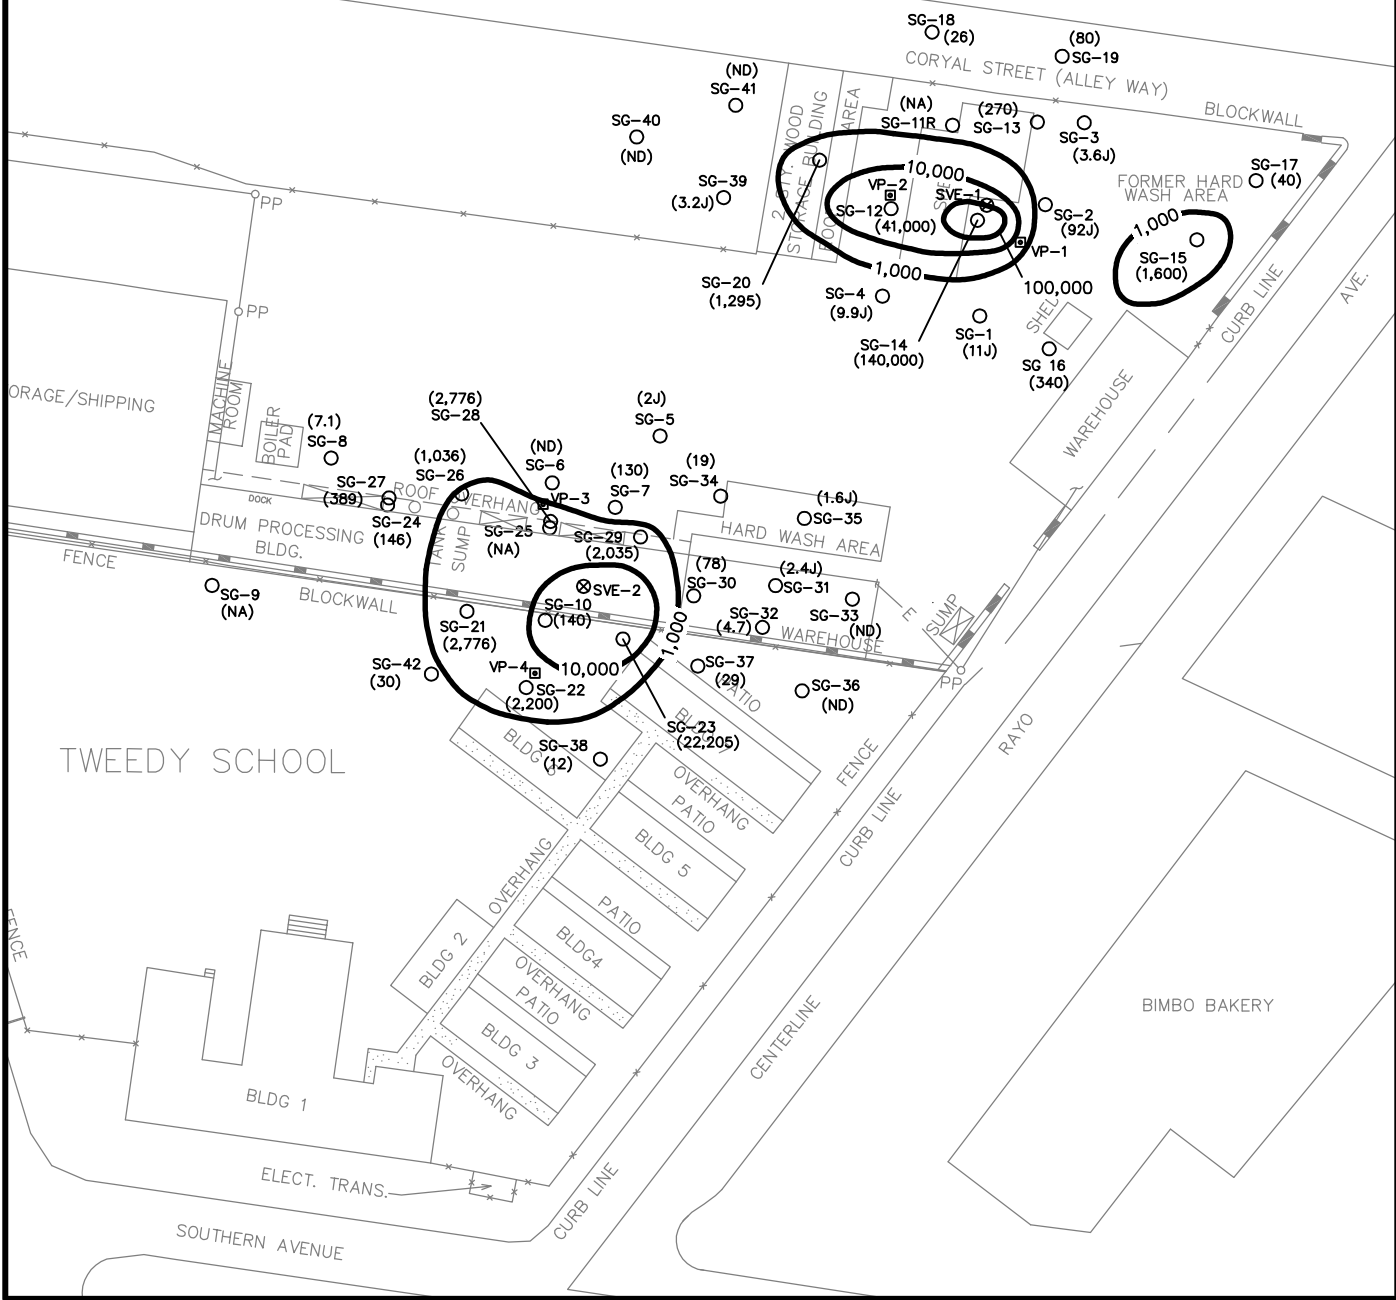 SG-18
(26)
(80)
SG-19
CORYAL STREET (ALLEY WAY)
BLOCKWALL
(ND)
SG-41
SG-40
(ND)
SG-39
(3.2J)
2 STY. WOOD
STORAGE BUILDING
ROOF AREA
(NA)
SG-11R
(270)
SG-13
SG-3
(3.6J)
SG-17
(40)
FORMER HARD
WASH AREA
10,000
VP-2
SVE-1
SG-12
(41,000)
SG-2
(92J)
VP-1
1,000
SG-15
(1,600)
1,000
100,000
SG-20
(1,295)
SG-4
(9.9J)
SG-14
(140,000)
SG-1
(11J)
SHED
SG 16
(340)
CURB LINE
AVE.
WAREHOUSE
PP
PP
ORAGE/SHIPPING
MACHINE
ROOM
BOILER
PAD
(7.1)
SG-8
(2,776)
SG-28
(1,036)
SG-26
SG-27
(389)
(2J)
SG-5
(ND)
SG-6
(130)
SG-7
(19)
SG-34
(1.6J)
SG-35
HARD WASH AREA
DOCK
ROOF OVERHANG
VP-3
SG-24
(146)
SG-25
(NA)
SG-29
(2,035)
DRUM PROCESSING
BLDG.
TANK
SUMP
FENCE
BLOCKWALL
SG-9
(NA)
SVE-2
SG-10
(140)
SG-21
(2,776)
(78)
SG-30
(2.4J)
SG-31
SG-32
(4.7)
SG-33
(ND)
WAREHOUSE
SUMP
PP
1,000
SG-42
(30)
VP-4
10,000
SG-22
(2,200)
SG-37
(29)
SG-36
(ND)
SG-23
(22,205)
SG-38
(12)
PATIO
TWEEDY SCHOOL
OVERHANG
PATIO
BLDG 5
OVERHANG
PATIO
BLDG4
OVERHANG
PATIO
BLDG 3
OVERHANG
BLDG 2
BLDG 1
FENCE
FENCE
CURB LINE
RAYO
CENTERLINE
BIMBO BAKERY
ELECT. TRANS.
CURB LINE
SOUTHERN AVENUE